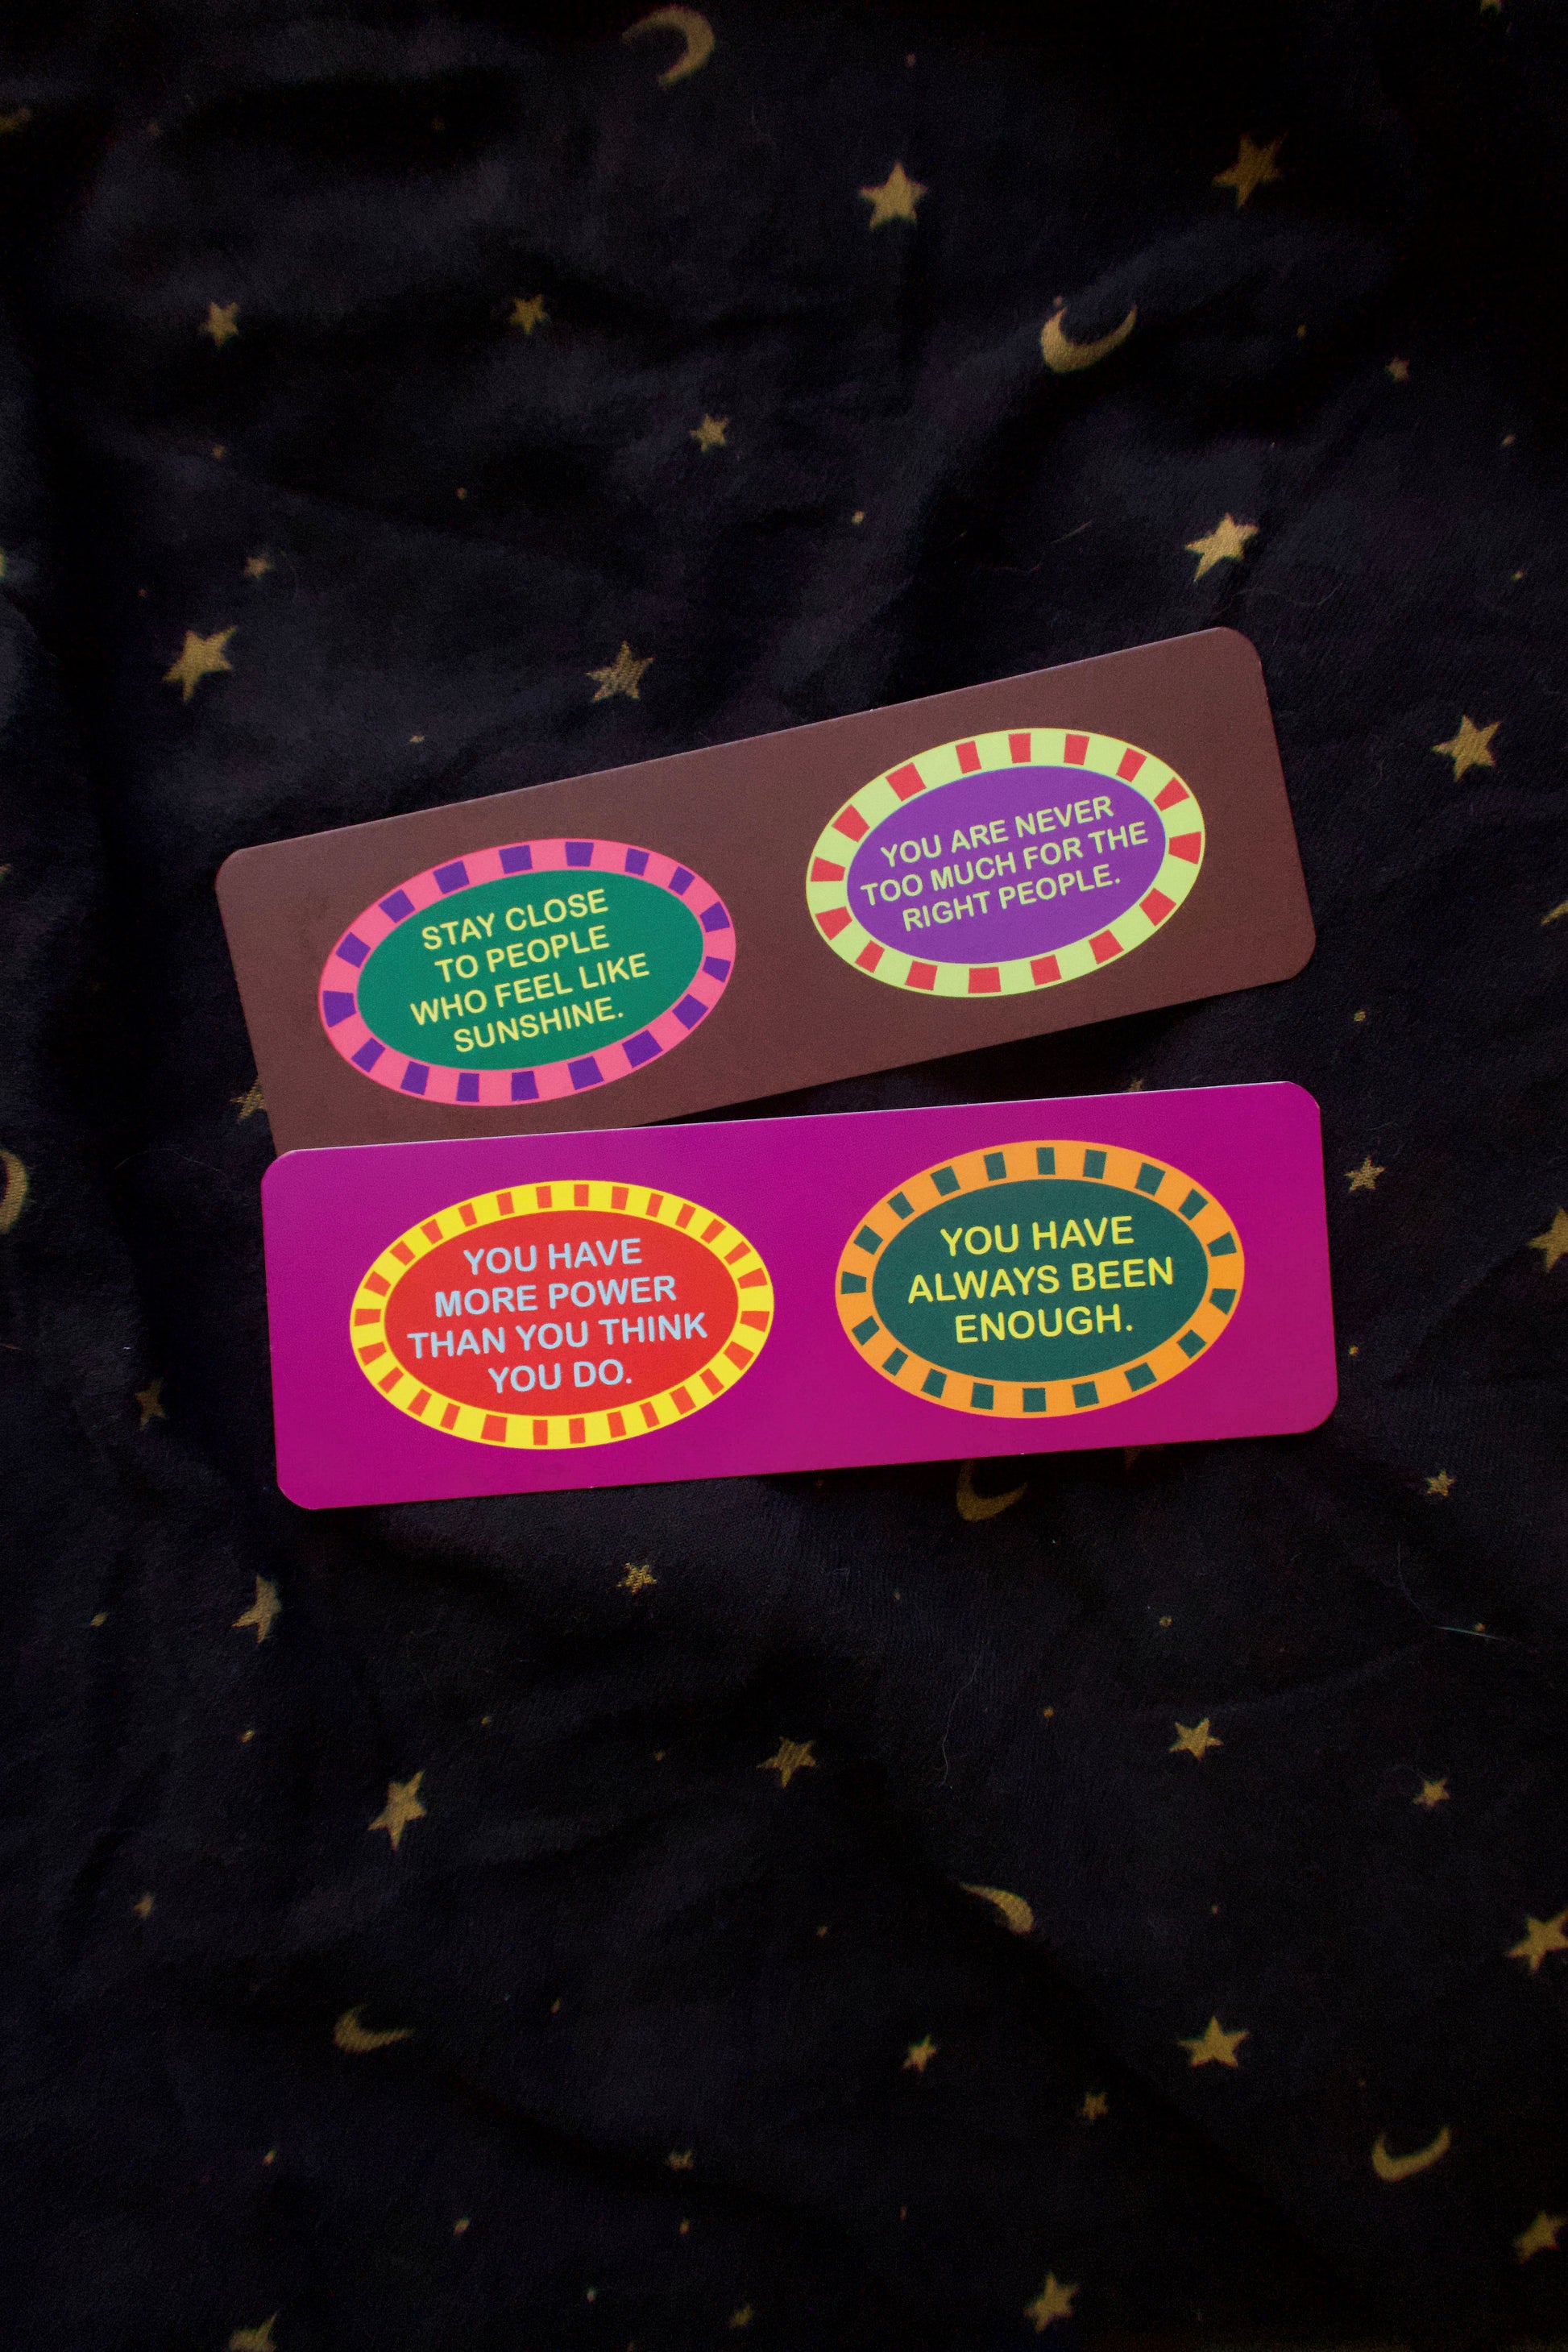 STAY CLOSE
TO PEOPLE
WHO FEEL LIKE
SUNSHINE.
YOU ARE NEVER
TOO MUCH FOR THE
RIGHT PEOPLE.
YOU HAVE
MORE POWER
THAN YOU THINK
YOU DO.
YOU HAVE
ALWAYS BEEN
ENOUGH.